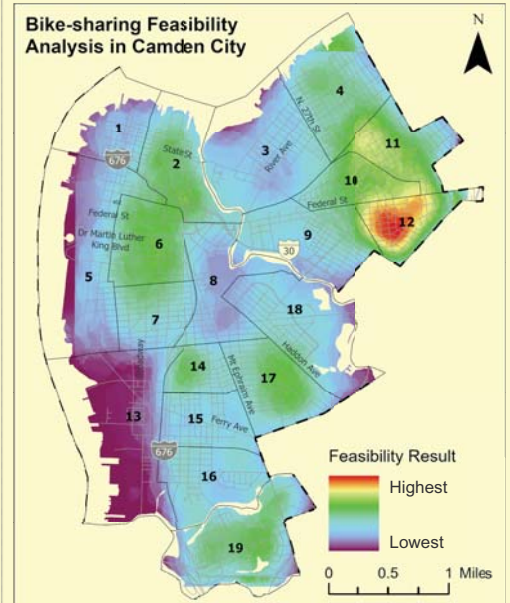 Bike-sharing Feasibility
Analysis in Camden City
N
4
N. 27th St
1
676
State St
2
3
River Ave
11
10
Federal St
12
Federal St
Dr Martin Luther
King Blvd
6
9
30
5
8
18
7
Haddon Ave
14
Mt Ephraim Ave
17
Broadway
13
15
Ferry Ave
676
16
19
Feasibility Result
Highest
Lowest
0
0.5
1 Miles